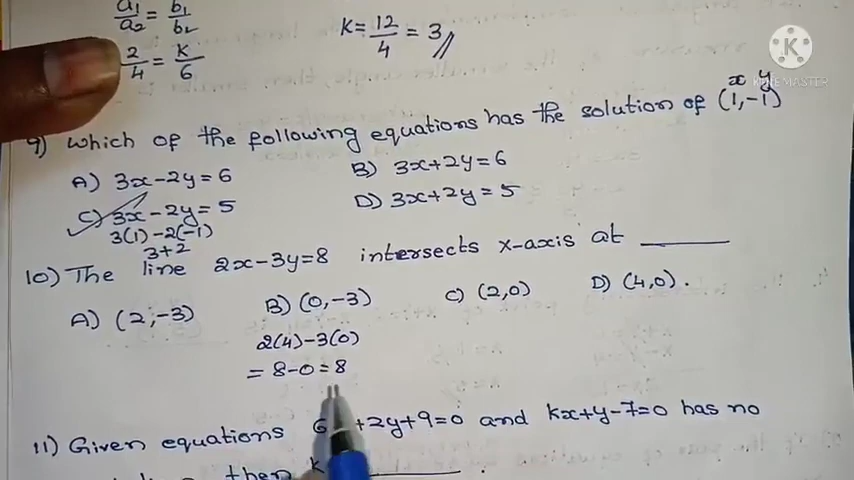 a1/a2 = b1/b2
2/4 = K/6
K = 12/4 = 3//
K
KINEMASTER
x y
9) which of the following equations has the solution of (1,-1)
A) 3x-2y=6 B) 3x+2y=6
C) 3x-2y=5 D) 3x+2y=5
3(1)-2(-1)
3+2
10) The line 2x-3y=8 intersects x-axis at ______
A) (2,-3) B) (0,-3) C) (2,0) D) (4,0).
2(4)-3(0)
= 8-0=8
11) Given equations 6 +2y+9=0 and Kx+y-7=0 has no
then K ______.